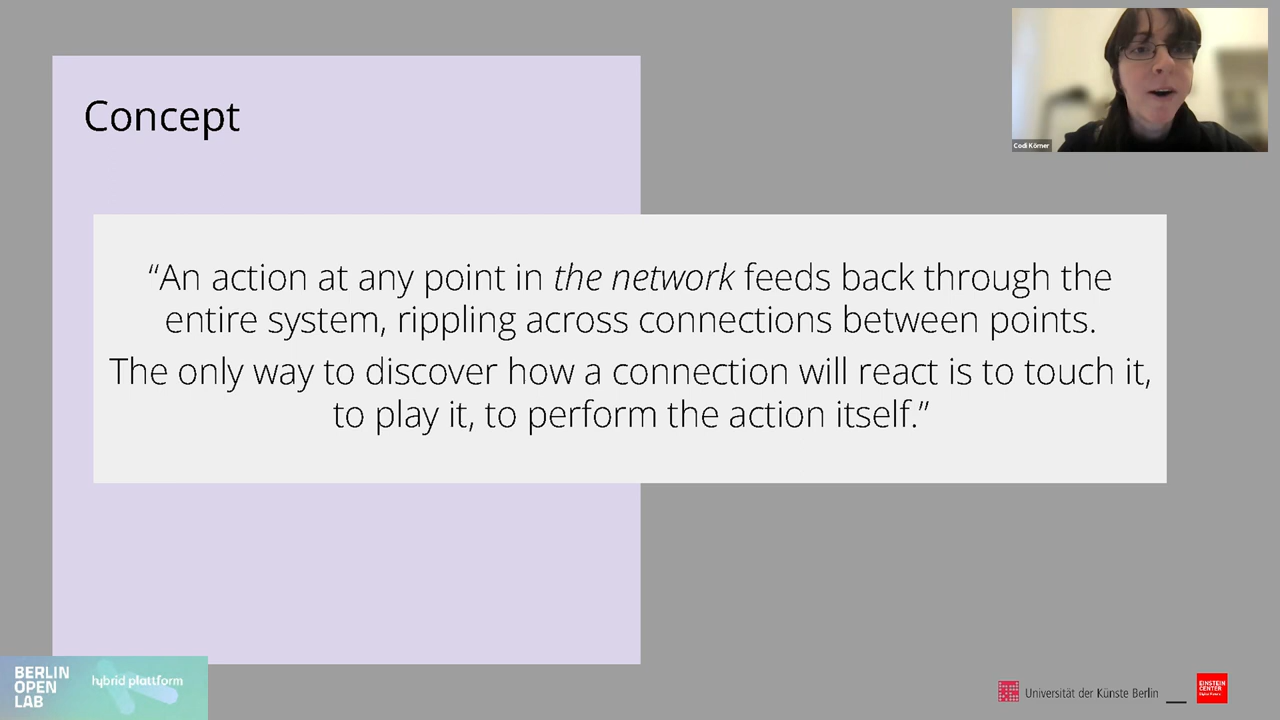 Concept
“An action at any point in the network feeds back through the
entire system, rippling across connections between points.
The only way to discover how a connection will react is to touch it,
to play it, to perform the action itself.”
Codi Körner
BERLIN
OPEN
LAB
hybrid plattform
Universität der Künste Berlin
EINSTEIN
CENTER
Digital Future